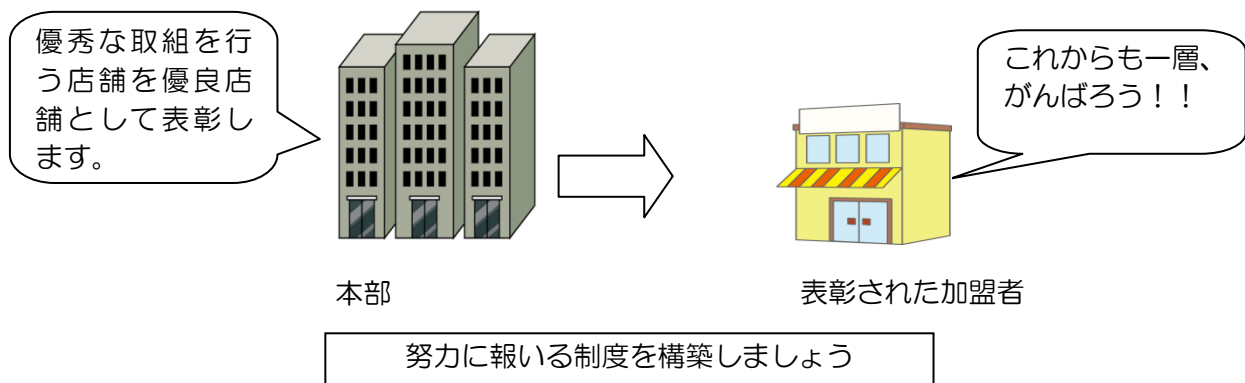 優秀な取組を行
う店舗を優良店
舗として表彰し
ます。
これからも一層、
がんばろう！！
本部
表彰された加盟者
努力に報いる制度を構築しましょう